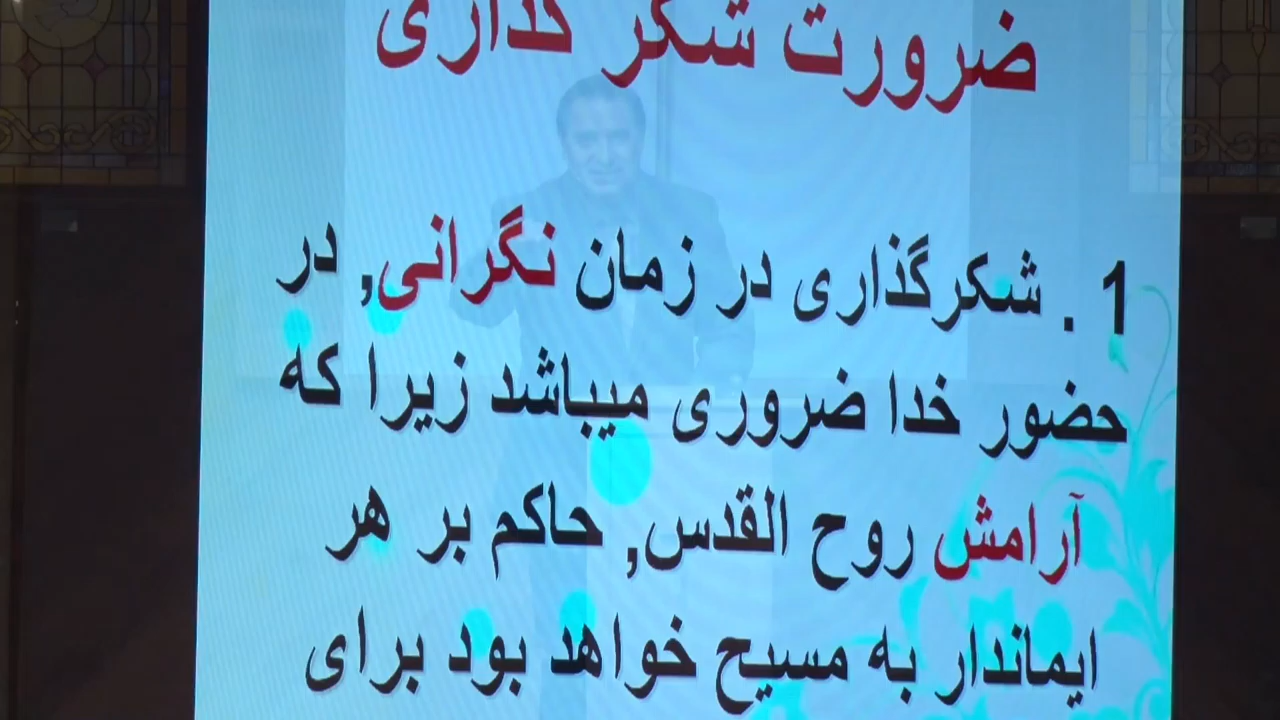 ضرورت شکر گذاری
1 . شکرگذاری در زمان نگرانی, در
حضور خدا ضروری میباشد زیرا که
آرامش روح القدس, حاکم بر هر
ایماندار به مسیح خواهد بود برای